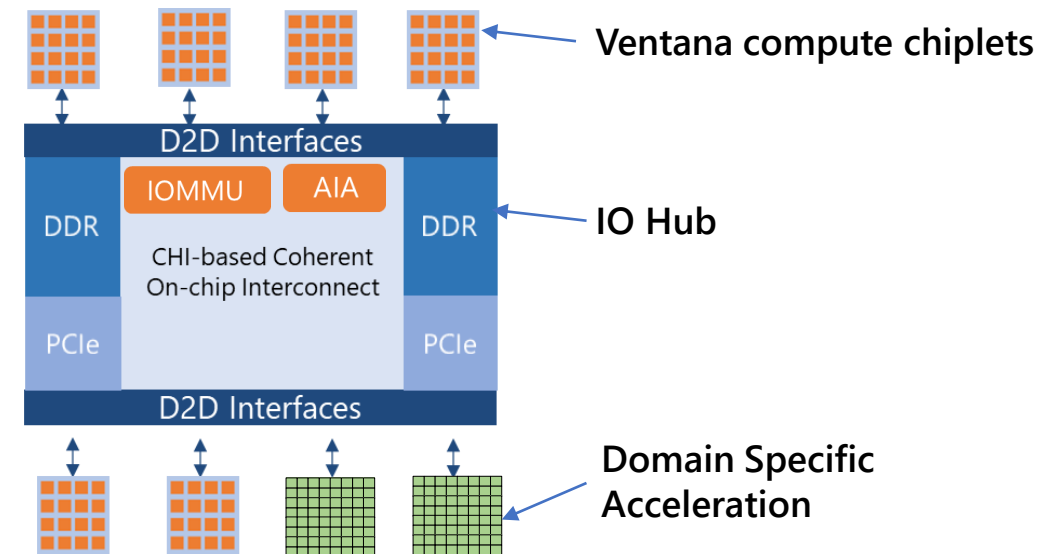 Ventana compute chiplets
D2D Interfaces
IOMMU
AIA
DDR
DDR
IO Hub
CHI-based Coherent
On-chip Interconnect
PCIe
PCIe
D2D Interfaces
Domain Specific
Acceleration